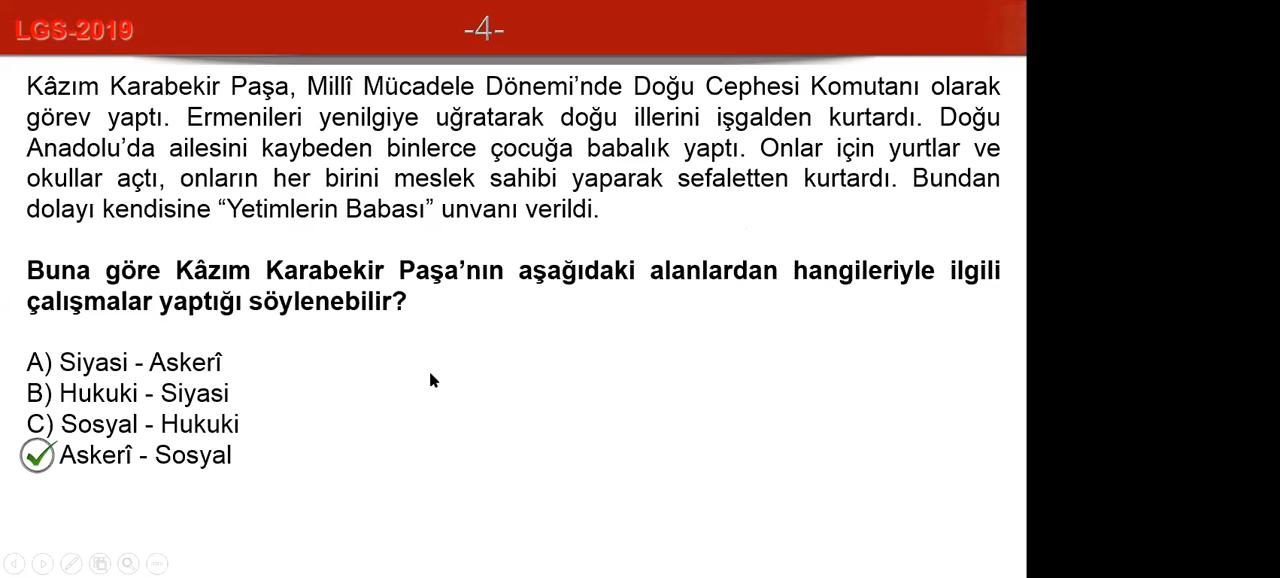 LGS-2019
-4-
Kâzım Karabekir Paşa, Millî Mücadele Dönemi’nde Doğu Cephesi Komutanı olarak
görev yaptı. Ermenileri yenilgiye uğratarak doğu illerini işgalden kurtardı. Doğu
Anadolu’da ailesini kaybeden binlerce çocuğa babalık yaptı. Onlar için yurtlar ve
okullar açtı, onların her birini meslek sahibi yaparak sefaletten kurtardı. Bundan
dolayı kendisine “Yetimlerin Babası” unvanı verildi.
Buna göre Kâzım Karabekir Paşa’nın aşağıdaki alanlardan hangileriyle ilgili
çalışmalar yaptığı söylenebilir?
A) Siyasi - Askerî
B) Hukuki - Siyasi
C) Sosyal - Hukuki
Askerî - Sosyal